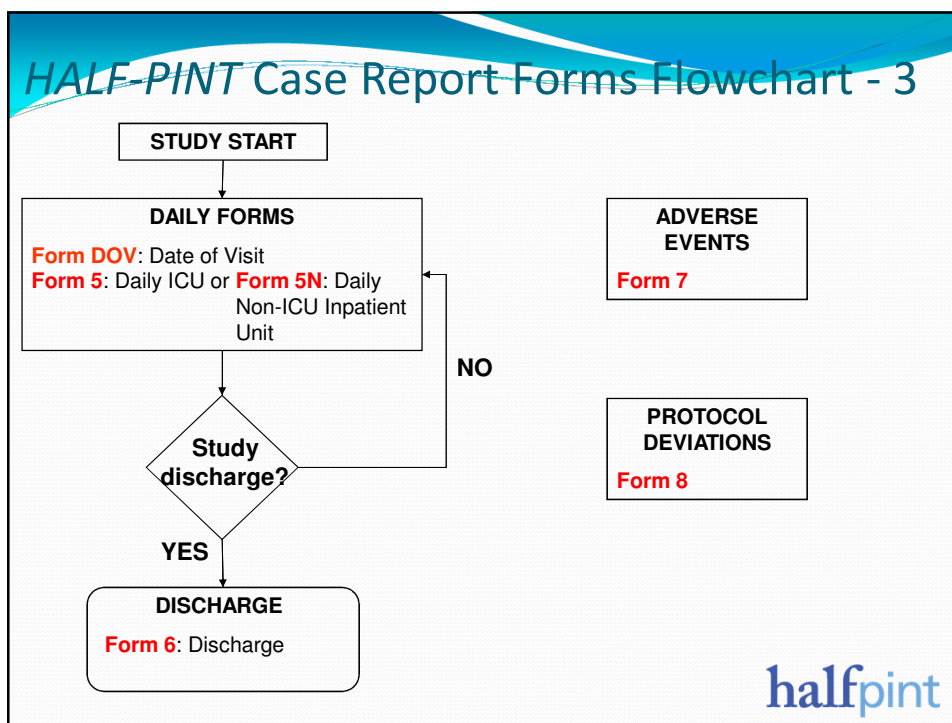 HALF-PINT Case Report Forms Flowchart - 3
STUDY START
DAILY FORMS
Form DOV: Date of Visit
Form 5: Daily ICU or Form 5N: Daily
Non-ICU Inpatient
Unit
NO
Study
discharge?
YES
DISCHARGE
Form 6: Discharge
ADVERSE
EVENTS
Form 7
PROTOCOL
DEVIATIONS
Form 8
halfpint